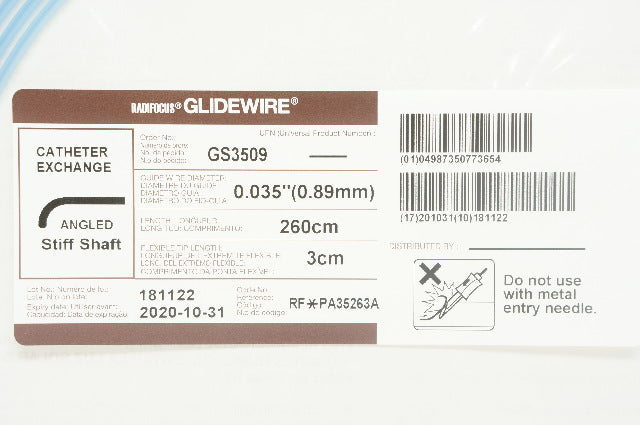 RADIFOCUS® GLIDEWIRE®
CATHETER
EXCHANGE
ANGLED
Stiff Shaft
Order No.
GS3509
UPN (Universal Product Number):
GUIDE WIRE DIAMETER:
0.035"(0.89mm)
260cm
FLEXIBLE TIP LENGTH:
3cm
181122
2020-10-31
Code No.
RF*PA35263A
(01)04987350773654
(17)201031(10)181122
DISTRIBUTED BY:
Do not use
with metal
entry needle.